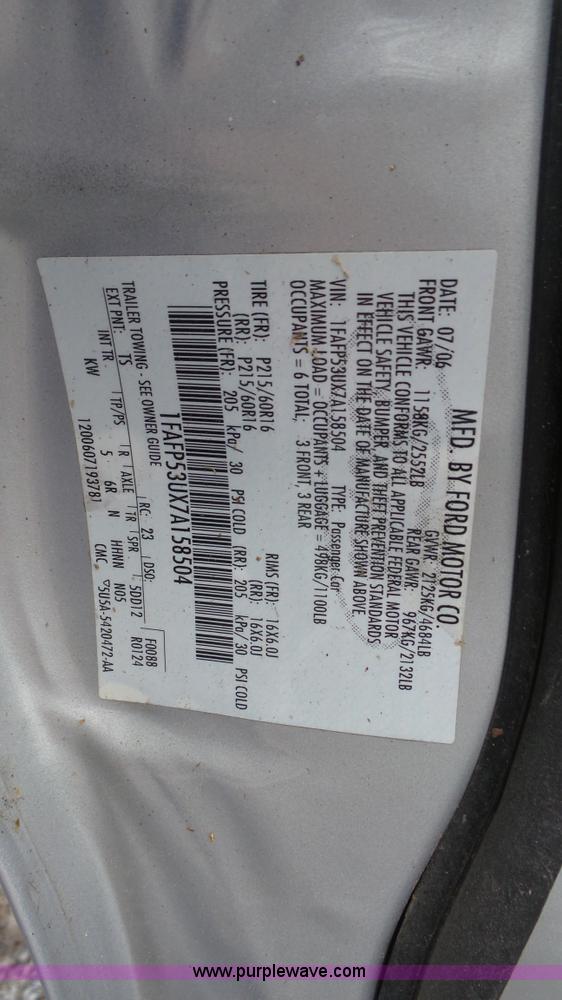 MFD. BY FORD MOTOR CO.
DATE: 07/06 GVWR: 2125KG/4684LB
FRONT GAWR: 1158KG/2552LB REAR GAWR: 967KG/2132LB
THIS VEHICLE CONFORMS TO ALL APPLICABLE FEDERAL MOTOR
VEHICLE SAFETY, BUMPER, AND THEFT PREVENTION STANDARDS
IN EFFECT ON THE DATE OF MANUFACTURE SHOWN ABOVE
VIN: 1FAFP53UX7A158504 TYPE: Passenger Car
MAXIMUM LOAD = OCCUPANTS + LUGGAGE = 498KG/1100LB
OCCUPANTS = 6 TOTAL; 3 FRONT, 3 REAR
TIRE (FR): P215/60R16 RIMS (FR): 16X6.0J
(RR): P215/60R16 (RR): 16X6.0J
PRESSURE (FR): 205 kPa/ 30 PSI COLD (RR): 205 kPa/ 30 PSI COLD
1FAFP53UX7A158504
TRAILER TOWING - SEE OWNER GUIDE F0088
EXT PNT: TS RC: 23 DSO: R0124
INT TR TP/PS R AXLE TR SPR 5DD12
KW 5 6R N HHNN N05
1200607193781 CMC ▽5U5A-5420472-AA
www.purplewave.com